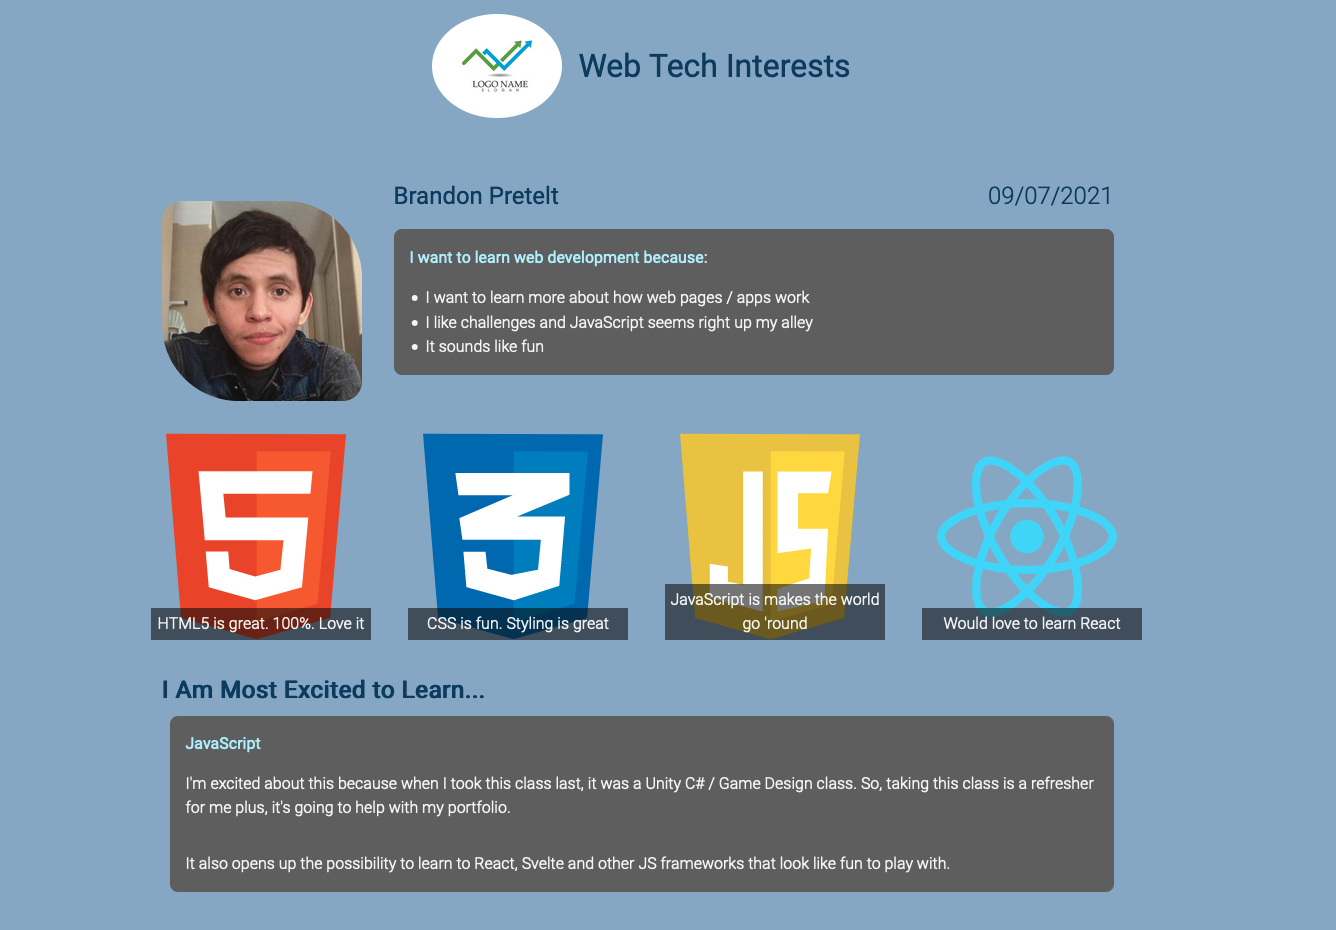 LOGO NAME
SLOGAN
Web Tech Interests
Brandon Pretelt
09/07/2021
I want to learn web development because:
I want to learn more about how web pages / apps work
I like challenges and JavaScript seems right up my alley
It sounds like fun
5
3
JS
HTML5 is great. 100%. Love it
CSS is fun. Styling is great
JavaScript is makes the world
go 'round
Would love to learn React
I Am Most Excited to Learn...
JavaScript
I'm excited about this because when I took this class last, it was a Unity C# / Game Design class. So, taking this class is a refresher
for me plus, it's going to help with my portfolio.
It also opens up the possibility to learn to React, Svelte and other JS frameworks that look like fun to play with.